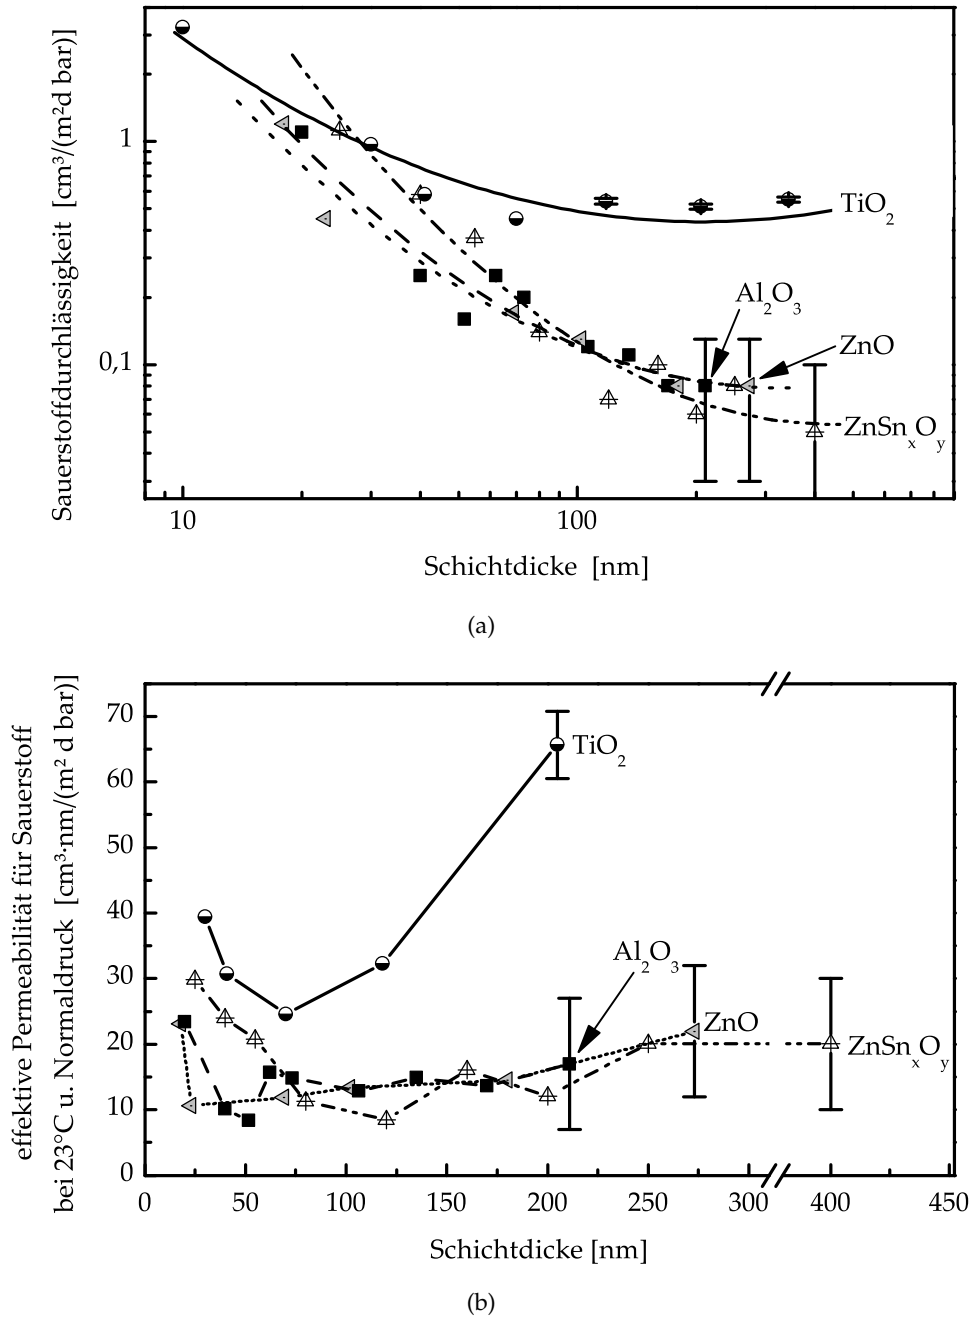 Sauerstoffdurchlässigkeit [cm³/(m²d bar)]
1
0,1
TiO₂
Al₂O₃
ZnO
ZnSnₓOᵧ
10
100
Schichtdicke [nm]
(a)
effektive Permeabilität für Sauerstoff
bei 23°C u. Normaldruck [cm³·nm/(m² d bar)]
70
60
50
40
30
20
10
0
TiO₂
Al₂O₃
ZnO
ZnSnₓOᵧ
0 50 100 150 200 250 300 400 450
Schichtdicke [nm]
(b)